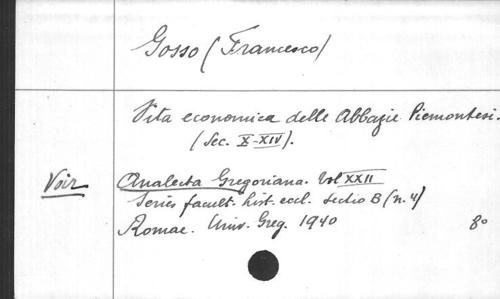 Gosso (Francesco)
Vita economica delle Abbazie Piemontesi.
(Sec. X-XIV).
Voir Analecta Gregoriana. Vol XXII
Series facult. hist. eccl. sectio B (n. 4)
Romae. Univ. Greg. 1940 8°